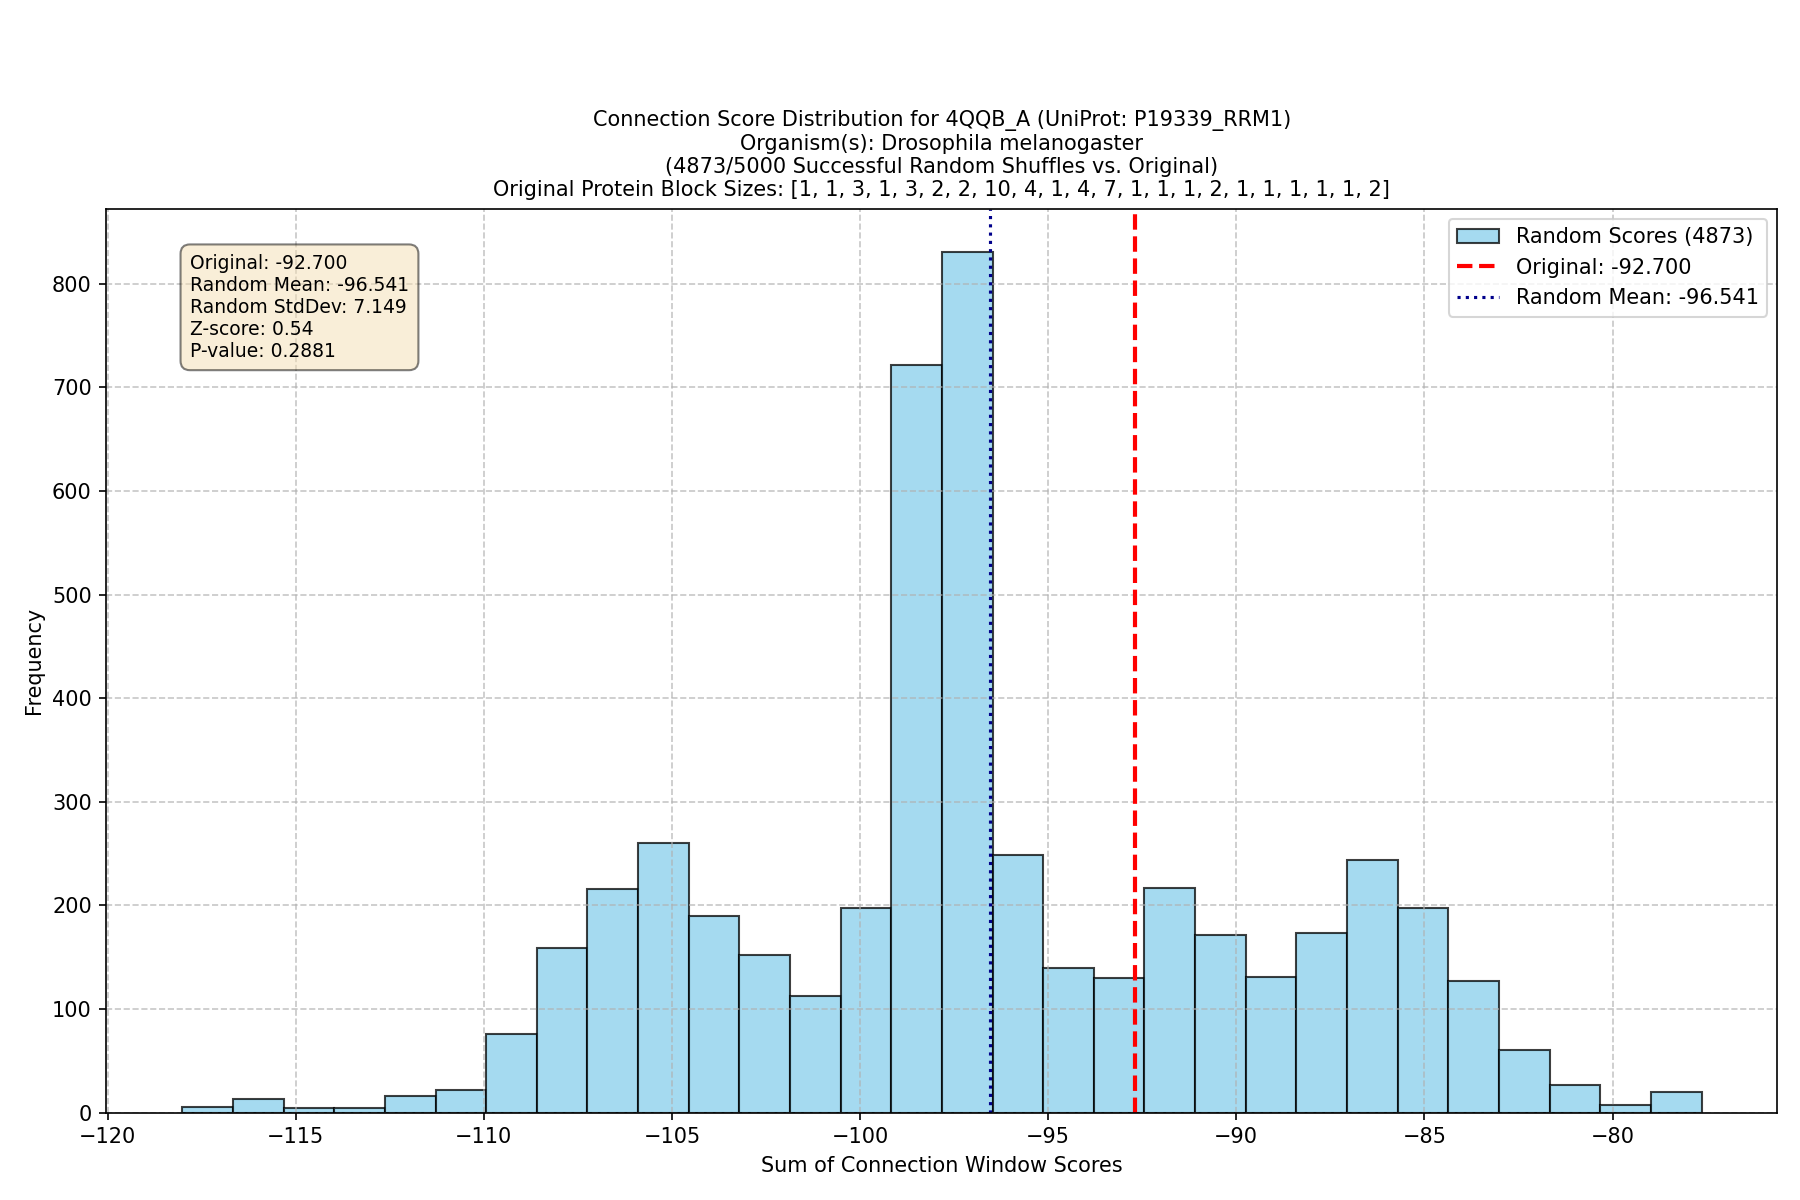 Connection Score Distribution for 4QQB_A (UniProt: P19339_RRM1)
Organism(s): Drosophila melanogaster
(4873/5000 Successful Random Shuffles vs. Original)
Original Protein Block Sizes: [1, 1, 3, 1, 3, 2, 2, 10, 4, 1, 4, 7, 1, 1, 1, 2, 1, 1, 1, 1, 1, 2]
Original: -92.700
Random Mean: -96.541
Random StdDev: 7.149
Z-score: 0.54
P-value: 0.2881
Random Scores (4873)
Original: -92.700
Random Mean: -96.541
Frequency
800
700
600
500
400
300
200
100
0
−120 −115 −110 −105 −100 −95 −90 −85 −80
Sum of Connection Window Scores